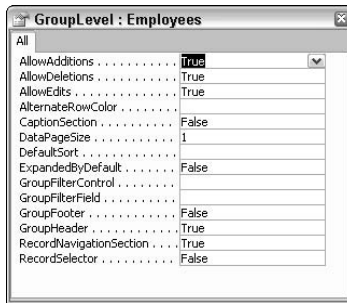 GroupLevel : Employees
All
AllowAdditions . . . . . . . . . . . True
AllowDeletions . . . . . . . . . . . True
AllowEdits . . . . . . . . . . . . . . . True
AlternateRowColor . . . . . . . .
CaptionSection . . . . . . . . . . . False
DataPageSize . . . . . . . . . . . . 1
DefaultSort . . . . . . . . . . . . . .
ExpandedByDefault . . . . . . . . False
GroupFilterControl . . . . . . . .
GroupFilterField . . . . . . . . . .
GroupFooter . . . . . . . . . . . . . False
GroupHeader . . . . . . . . . . . . True
RecordNavigationSection . . . . True
RecordSelector . . . . . . . . . . . False